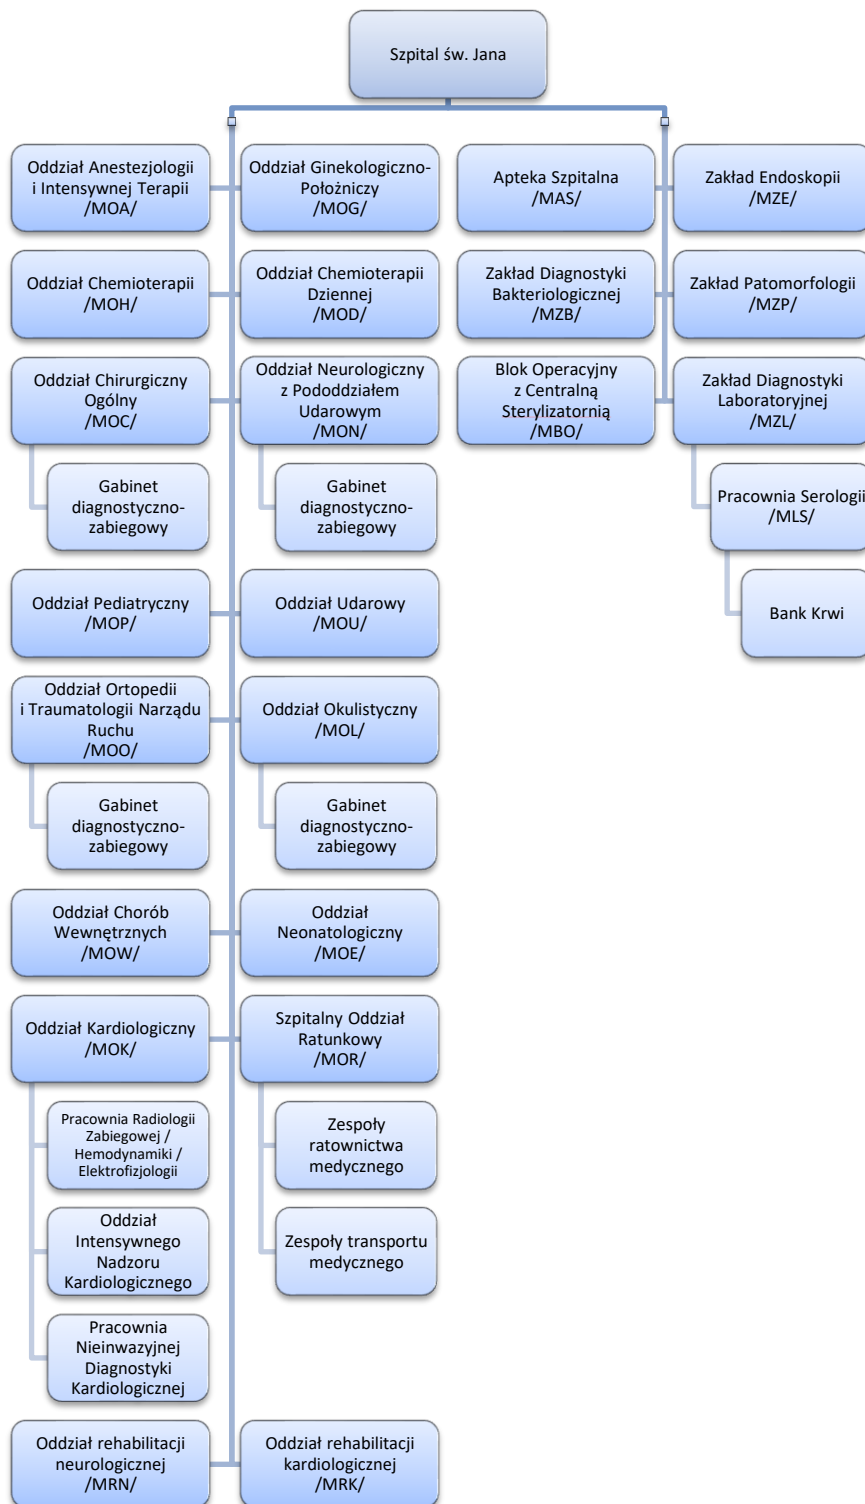 Szpital św. Jana
Oddział Anestezjologii
i Intensywnej Terapii
/MOA/
Oddział Ginekologiczno-
Położniczy
/MOG/
Apteka Szpitalna
/MAS/
Zakład Endoskopii
/MZE/
Oddział Chemioterapii
/MOH/
Oddział Chemioterapii
Dziennej
/MOD/
Zakład Diagnostyki
Bakteriologicznej
/MZB/
Zakład Patomorfologii
/MZP/
Oddział Chirurgiczny
Ogólny
/MOC/
Oddział Neurologiczny
z Pododdziałem
Udarowym
/MON/
Blok Operacyjny
z Centralną
Sterylizatornią
/MBO/
Zakład Diagnostyki
Laboratoryjnej
/MZL/
Gabinet
diagnostyczno-
zabiegowy
Gabinet
diagnostyczno-
zabiegowy
Pracownia Serologii
/MLS/
Oddział Pediatryczny
/MOP/
Oddział Udarowy
/MOU/
Bank Krwi
Oddział Ortopedii
i Traumatologii Narządu
Ruchu
/MOO/
Oddział Okulistyczny
/MOL/
Gabinet
diagnostyczno-
zabiegowy
Gabinet
diagnostyczno-
zabiegowy
Oddział Chorób
Wewnętrznych
/MOW/
Oddział
Neonatologiczny
/MOE/
Oddział Kardiologiczny
/MOK/
Szpitalny Oddział
Ratunkowy
/MOR/
Pracownia Radiologii
Zabiegowej /
Hemodynamiki /
Elektrofizjologii
Zespoły
ratownictwa
medycznego
Oddział
Intensywnego
Nadzoru
Kardiologicznego
Zespoły transportu
medycznego
Pracownia
Nieinwazyjnej
Diagnostyki
Kardiologicznej
Oddział rehabilitacji
neurologicznej
/MRN/
Oddział rehabilitacji
kardiologicznej
/MRK/